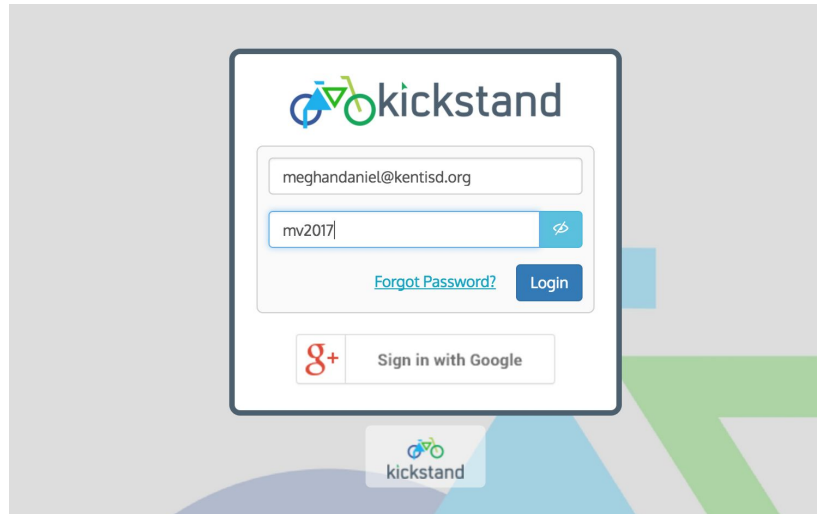 kickstand
meghandaniel@kentisd.org
mv2017
Forgot Password? Login
g+ Sign in with Google
kickstand